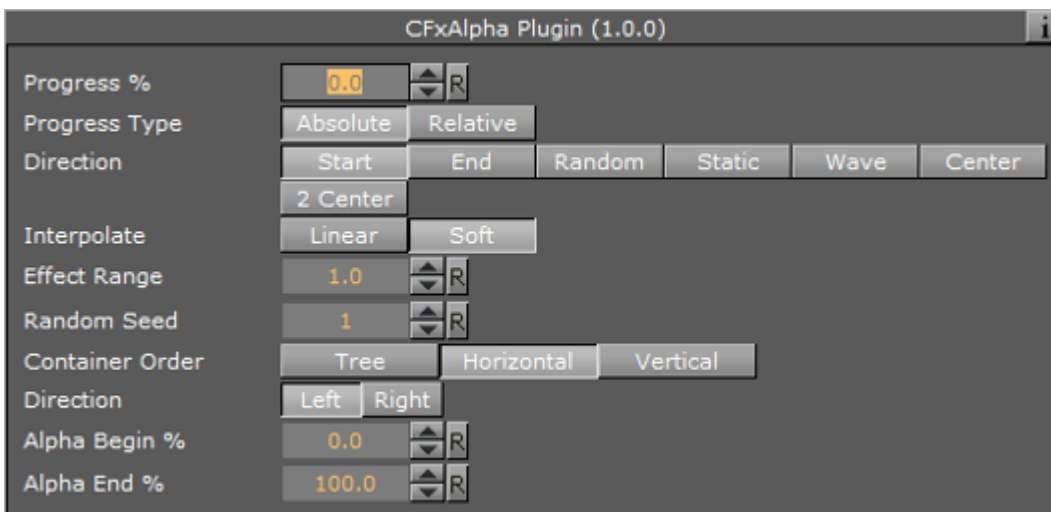 CFxAlpha Plugin (1.0.0) i
Progress % 0.0 R
Progress Type Absolute Relative
Direction Start End Random Static Wave Center
2 Center
Interpolate Linear Soft
Effect Range 1.0 R
Random Seed 1 R
Container Order Tree Horizontal Vertical
Direction Left Right
Alpha Begin % 0.0 R
Alpha End % 100.0 R